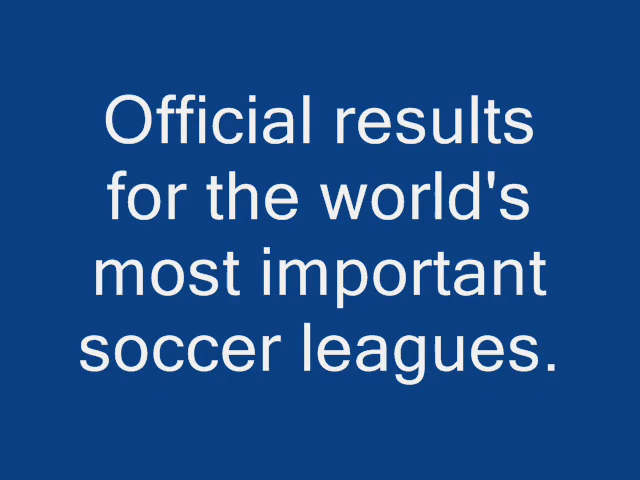 Official results
for the world's
most important
soccer leagues.